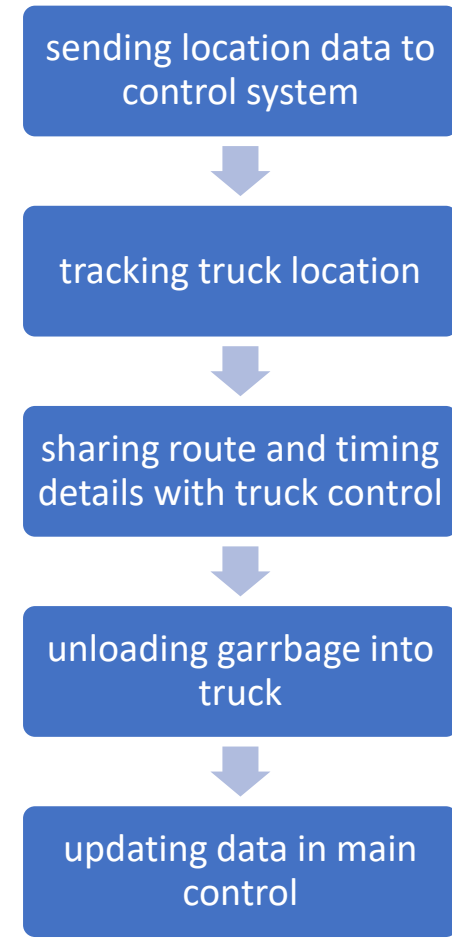 sending location data to
control system
tracking truck location
sharing route and timing
details with truck control
unloading garrbage into
truck
updating data in main
control